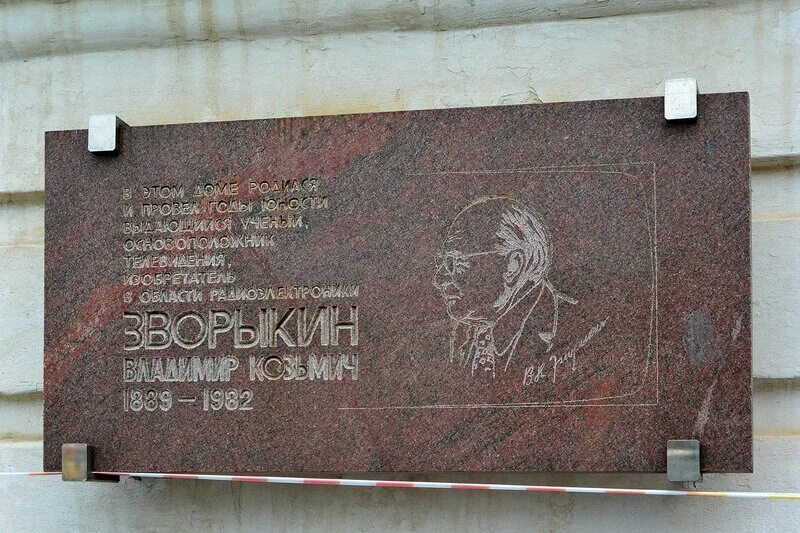 В ЭТОМ ДОМЕ РОДИЛСЯ
И ПРОВЕЛ ГОДЫ ЮНОСТИ
ВЫДАЮЩИЙСЯ УЧЕНЫЙ,
ОСНОВОПОЛОЖНИК
ТЕЛЕВИДЕНИЯ,
ИЗОБРЕТАТЕЛЬ
В ОБЛАСТИ РАДИОЭЛЕКТРОНИКИ
ЗВОРЫКИН
ВЛАДИМИР КОЗЬМИЧ
1889 – 1982